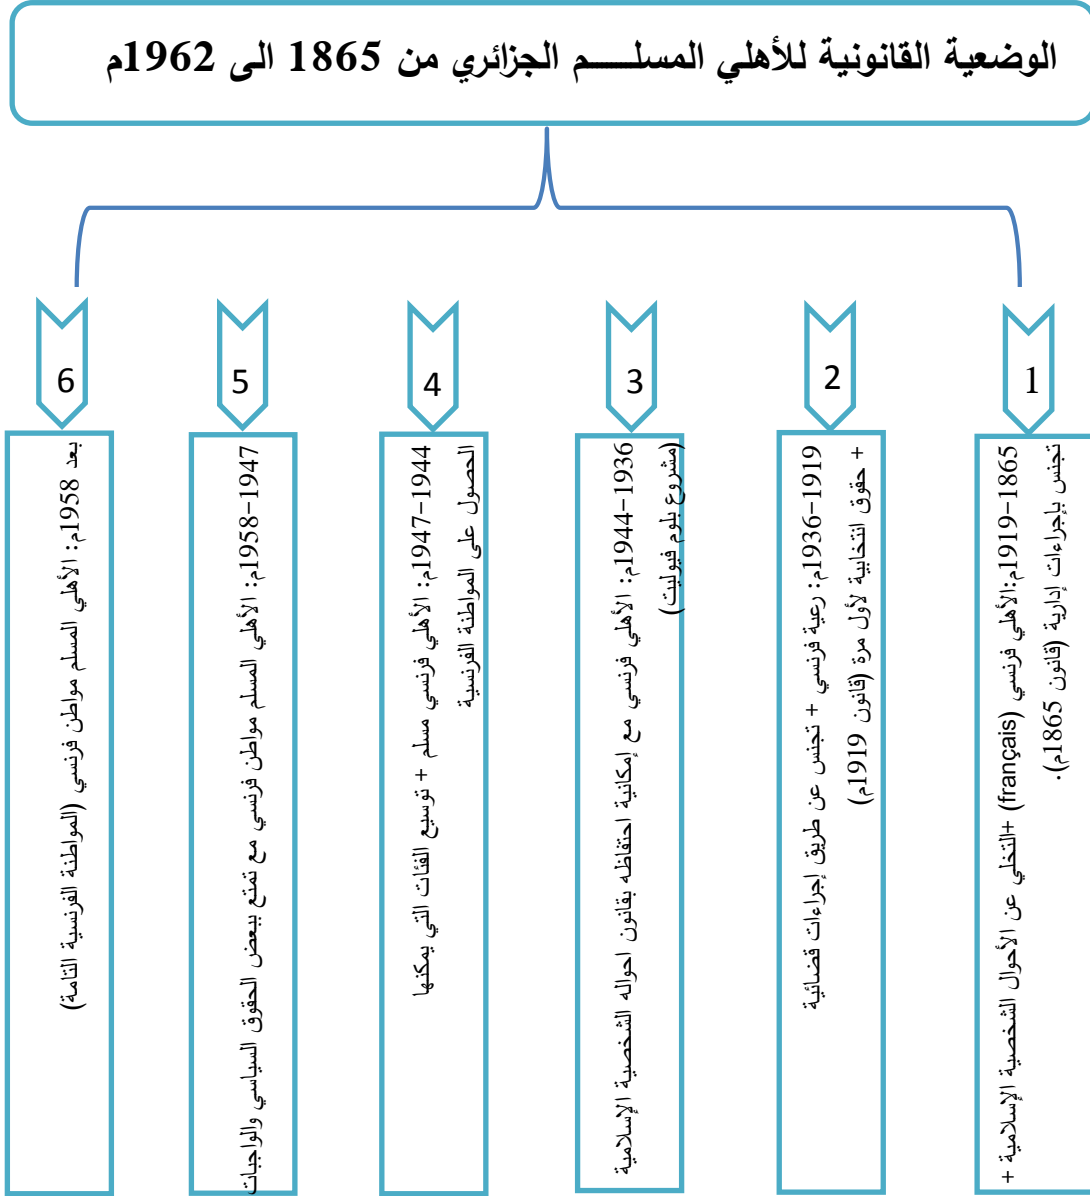 الوضعية القانونية للأهلي المسلم الجزائري من 1865 الى 1962م
1
1865-1919م:الأهلي فرنسي (français) +التخلي عن الأحوال الشخصية الإسلامية +
تجنس بإجراءات إدارية (قانون 1865م).
2
1919-1936م: رعية فرنسي + تجنس عن طريق إجراءات قضائية
+ حقوق انتخابية لأول مرة (قانون 1919م)
3
1936-1944م: الأهلي فرنسي مع إمكانية احتفاظه بقانون احواله الشخصية الإسلامية
(مشروع بلوم فيوليت)
4
1944-1947م: الأهلي فرنسي مسلم + توسيع الفئات التي يمكنها
الحصول على المواطنة الفرنسية
5
1947-1958م: الأهلي المسلم مواطن فرنسي مع تمتع ببعض الحقوق السياسي والواجبات
6
بعد 1958م: الأهلي المسلم مواطن فرنسي (المواطنة الفرنسية التامة)